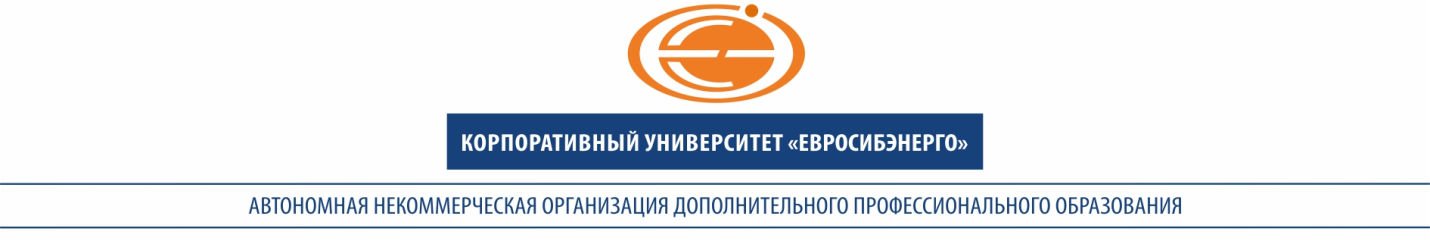 КОРПОРАТИВНЫЙ УНИВЕРСИТЕТ «ЕВРОСИБЭНЕРГО»
АВТОНОМНАЯ НЕКОММЕРЧЕСКАЯ ОРГАНИЗАЦИЯ ДОПОЛНИТЕЛЬНОГО ПРОФЕССИОНАЛЬНОГО ОБРАЗОВАНИЯ